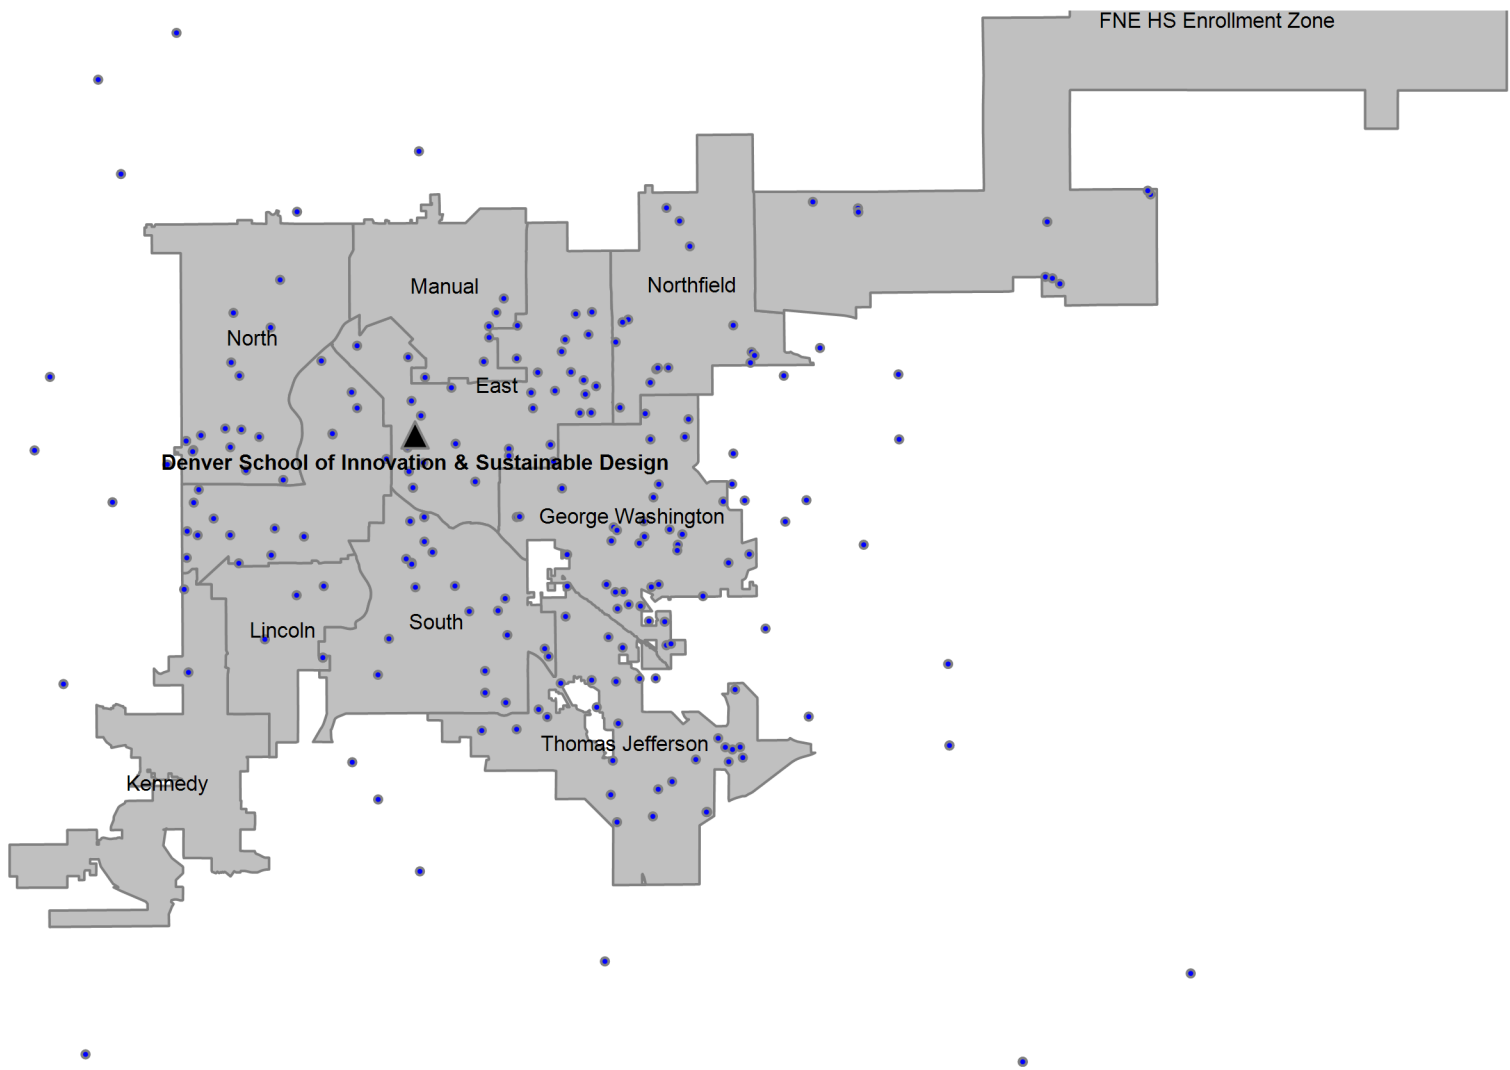 FNE HS Enrollment Zone
Manual
Northfield
North
East
Denver School of Innovation & Sustainable Design
George Washington
South
Lincoln
Thomas Jefferson
Kennedy